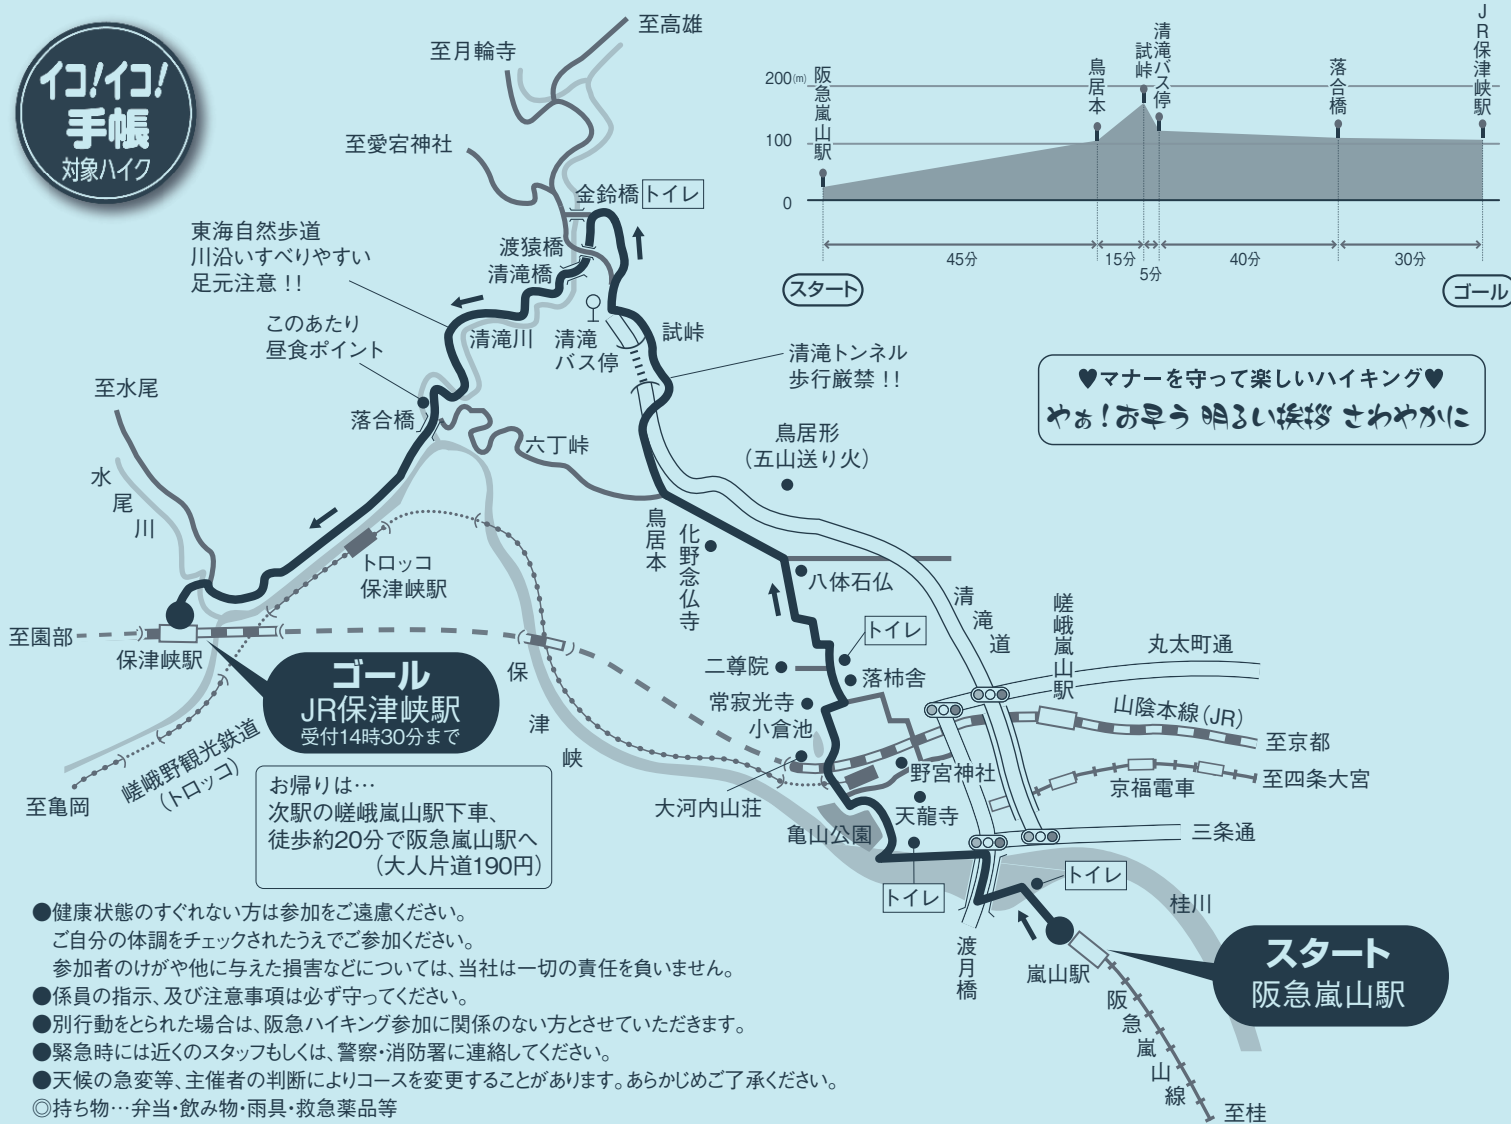 イコ!イコ!
手帳
対象ハイク
至高雄
至月輪寺
至愛宕神社
金鈴橋 トイレ
渡猿橋
清滝橋
東海自然歩道
川沿いすべりやすい
足元注意!!
このあたり
昼食ポイント
清滝川
清滝
バス停
試峠
清滝トンネル
歩行厳禁!!
至水尾
落合橋
六丁峠
鳥居形
(五山送り火)
水尾川
鳥居本
化野念仏寺
トロッコ
保津峡駅
八体石仏
清滝道
嵯峨嵐山駅
丸太町通
トイレ
至園部
保津峡駅
二尊院
落柿舎
常寂光寺
小倉池
山陰本線(JR)
至京都
保津峡
ゴール
JR保津峡駅
受付14時30分まで
嵯峨野観光鉄道
(トロッコ)
至亀岡
大河内山荘
野宮神社
京福電車
至四条大宮
天龍寺
亀山公園
三条通
トイレ
トイレ
桂川
渡月橋
嵐山駅
スタート
阪急嵐山駅
阪急嵐山線
至桂
お帰りは…
次駅の嵯峨嵐山駅下車、
徒歩約20分で阪急嵐山駅へ
(大人片道190円)
200(m)
100
0
阪急嵐山駅
鳥居本
試峠
清滝バス停
落合橋
JR保津峡駅
45分
15分
5分
40分
30分
スタート
ゴール
♥マナーを守って楽しいハイキング♥
やぁ!お早う 明るい挨拶 さわやかに
●健康状態のすぐれない方は参加をご遠慮ください。
ご自分の体調をチェックされたうえでご参加ください。
参加者のけがや他に与えた損害などについては、当社は一切の責任を負いません。
●係員の指示、及び注意事項は必ず守ってください。
●別行動をとられた場合は、阪急ハイキング参加に関係のない方とさせていただきます。
●緊急時には近くのスタッフもしくは、警察・消防署に連絡してください。
●天候の急変等、主催者の判断によりコースを変更することがあります。あらかじめご了承ください。
◎持ち物…弁当・飲み物・雨具・救急薬品等